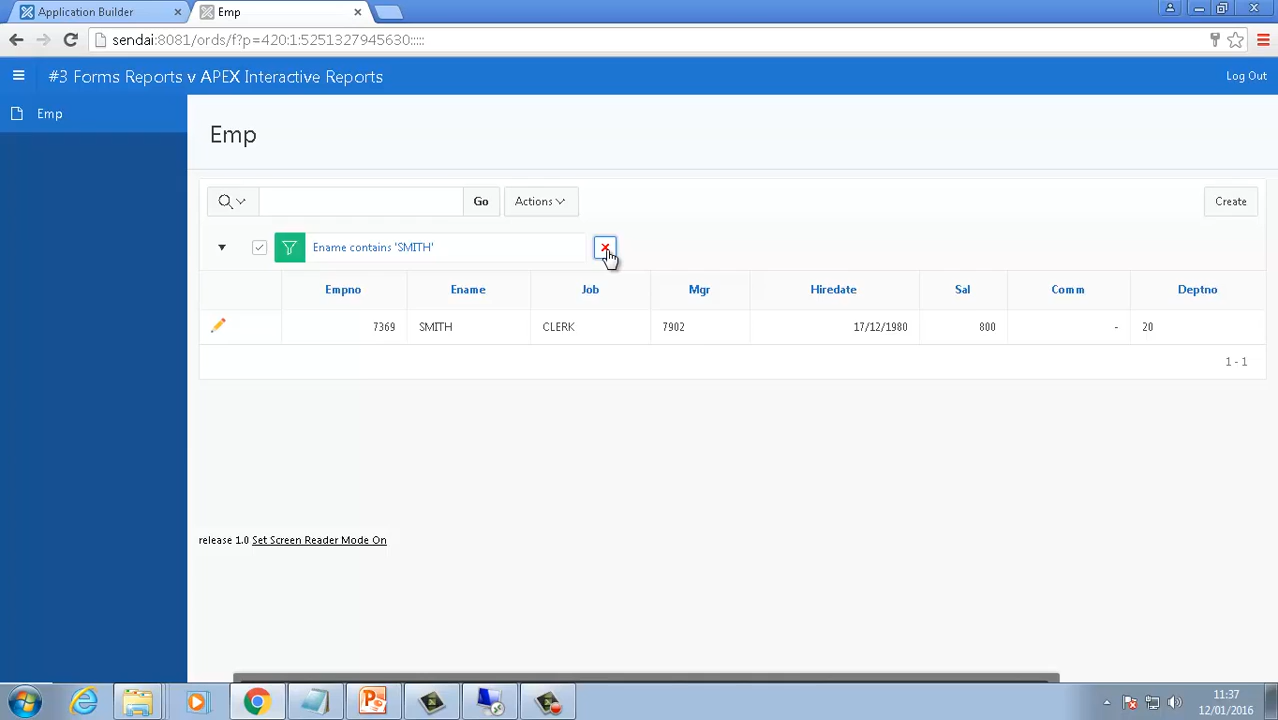 Application Builder
Emp
sendai:8081/ords/f?p=420:1:5251327945630:::::
#3 Forms Reports v APEX Interactive Reports
Log Out
Emp
Emp
Go
Actions
Create
Ename contains 'SMITH'
Empno Ename Job Mgr Hiredate Sal Comm Deptno
7369 SMITH CLERK 7902 17/12/1980 800 - 20
1 - 1
release 1.0 Set Screen Reader Mode On
11:37
12/01/2016